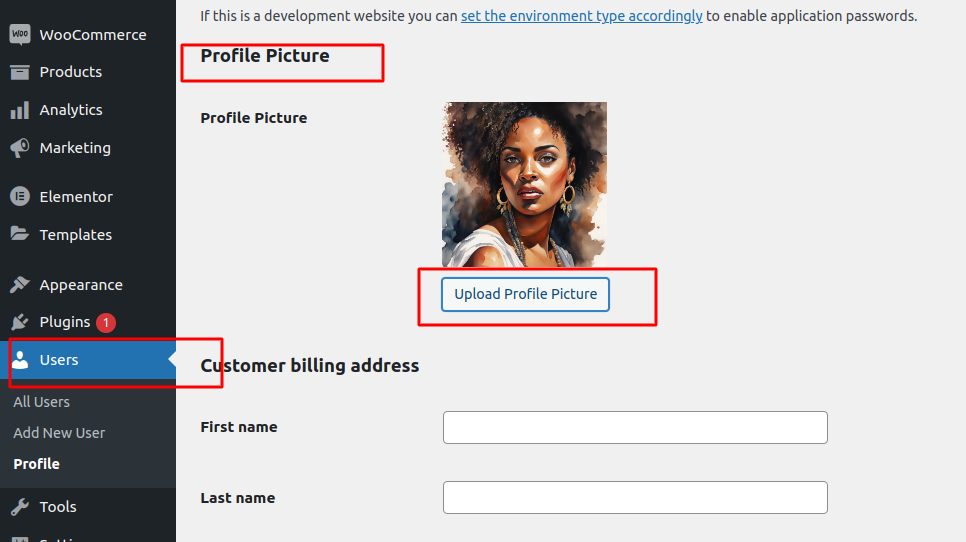 If this is a development website you can set the environment type accordingly to enable application passwords.
WOO WooCommerce
Products
Analytics
Marketing
Elementor
Templates
Appearance
Plugins 1
Users
All Users
Add New User
Profile
Tools
Profile Picture
Profile Picture
Upload Profile Picture
Customer billing address
First name
Last name